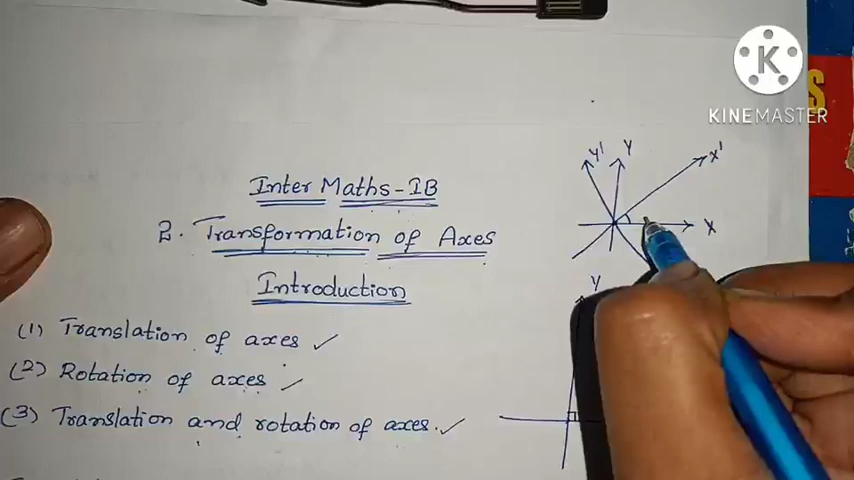 K
KINEMASTER
S
Inter Maths-IB
2. Transformation of Axes
Introduction
(1) Translation of axes ✓
(2) Rotation of axes ✓
(3) Translation and rotation of axes. ✓
Y' Y X'
X
Y